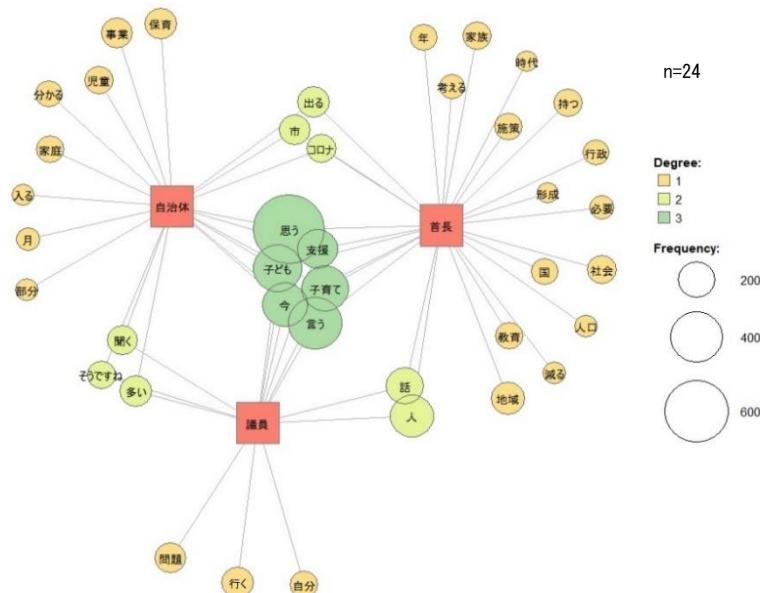 保育
事業
児童
分かる
家庭
入る
月
部分
自治体
出る
市
コロナ
年
家族
考える
時代
持つ
施策
行政
形成
必要
首長
国
社会
人口
教育
減る
地域
思う
支援
子ども
子育て
今
言う
聞く
そうですね
多い
話
人
議員
問題
行く
自分
n=24
Degree:
1
2
3
Frequency:
200
400
600